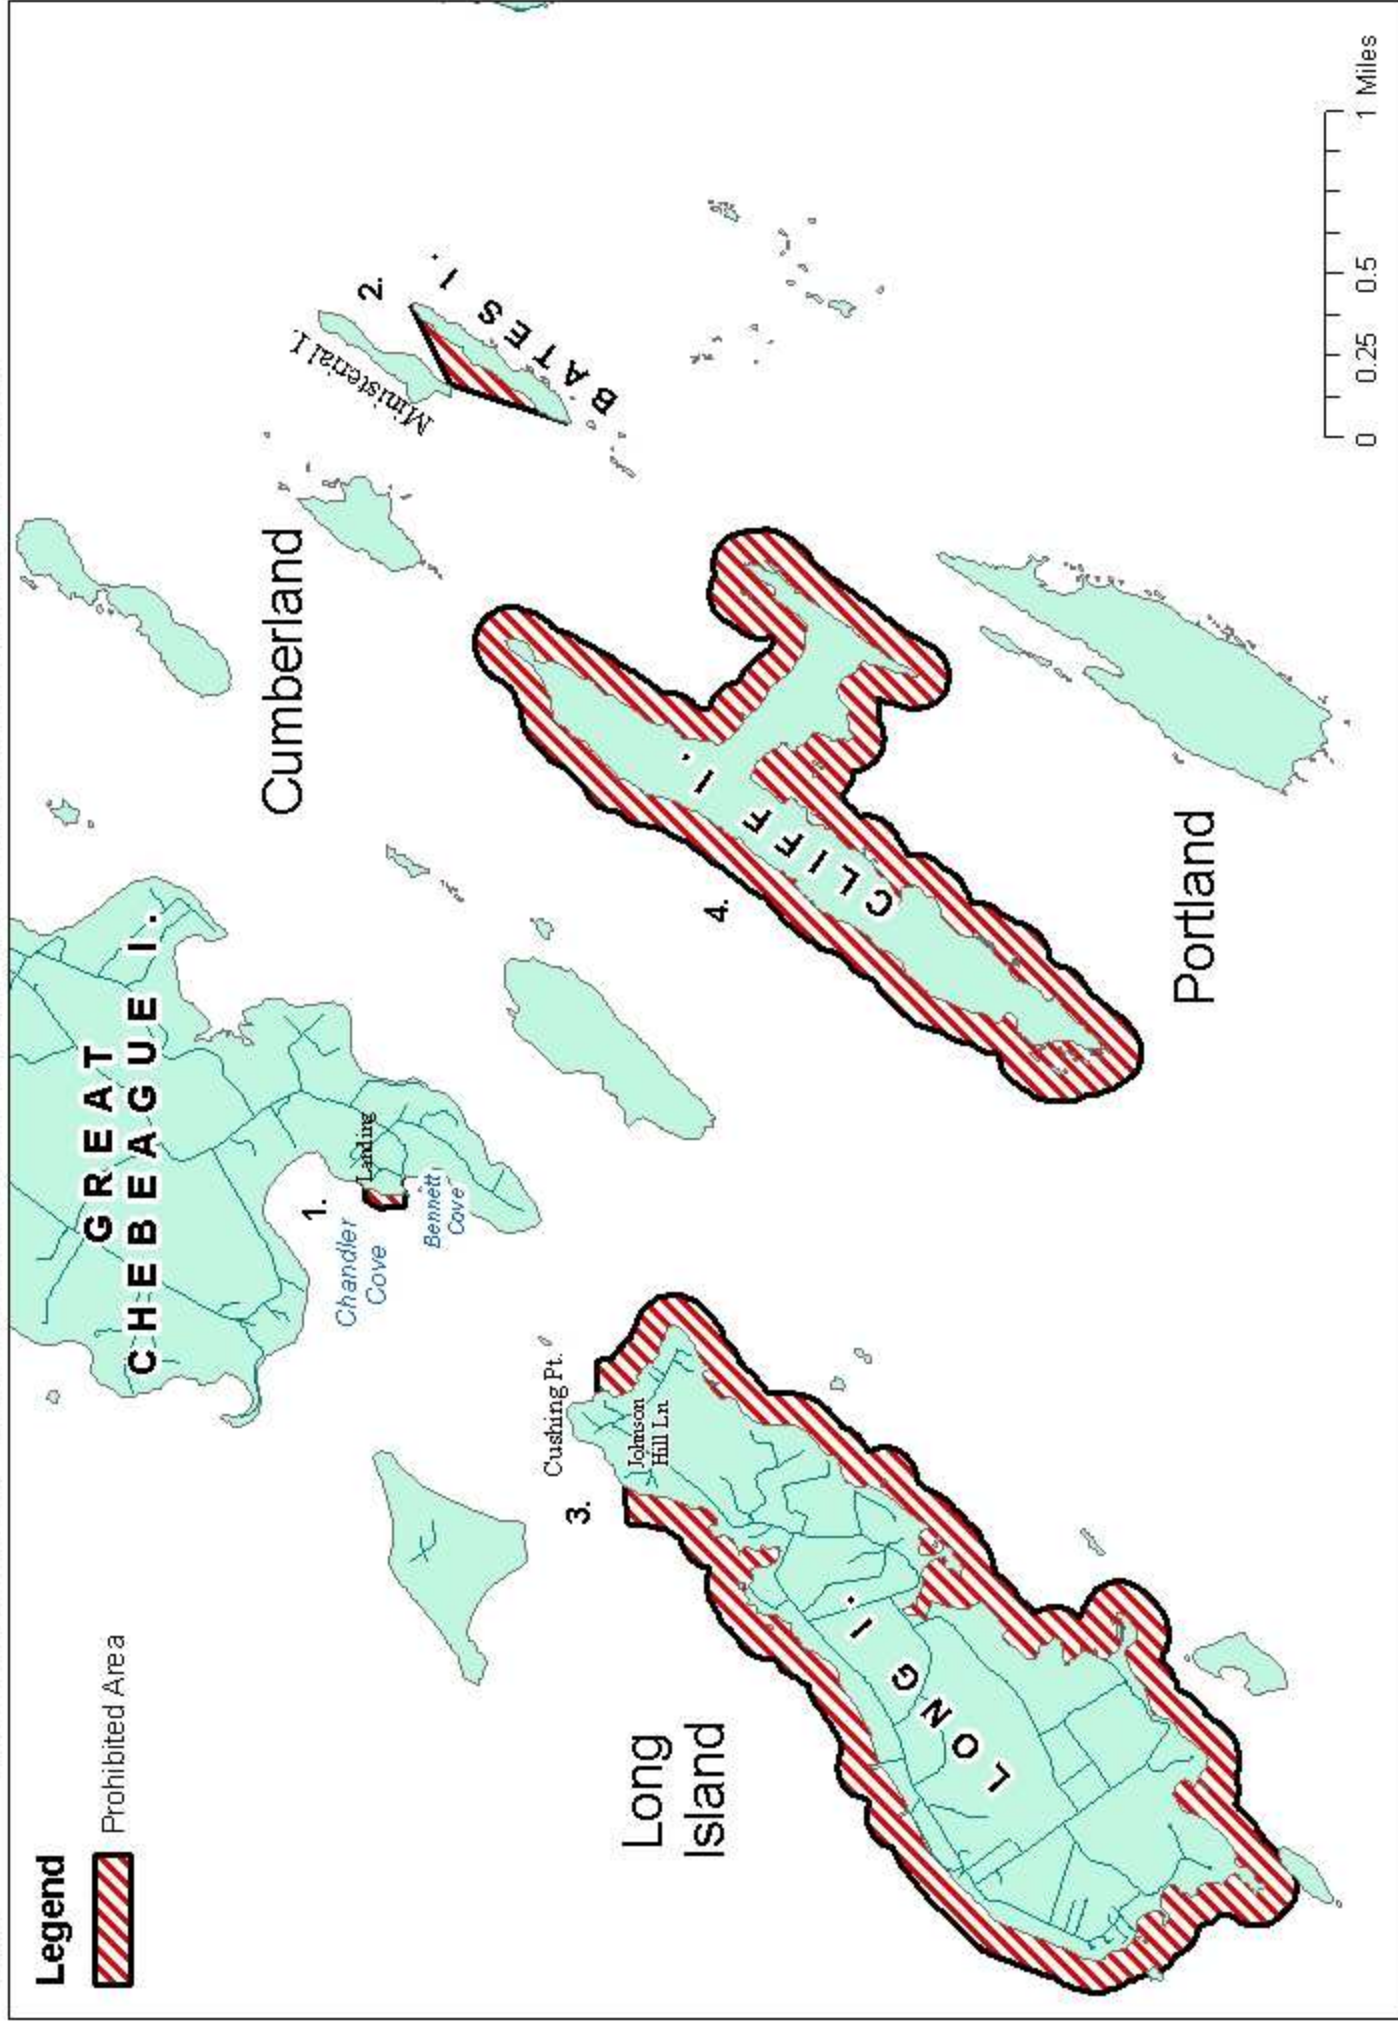 Legend
Prohibited Area
GREAT
CHEBEAGUE I.
1.
Landing
Chandler
Cove
Bennett
Cove
Cumberland
2.
Ministerial I.
BATES I.
Cushing Pt.
3.
Johnson
Hill Ln
Long
Island
LONG I.
4.
CLIFF I.
Portland
0 0.25 0.5 1 Miles